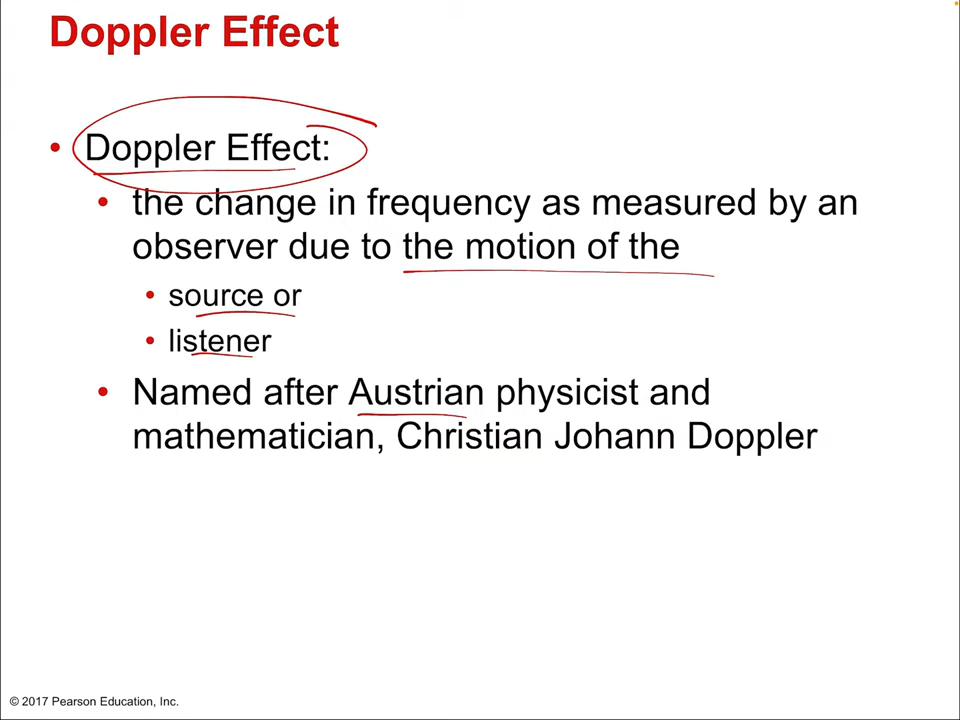 Doppler Effect
• Doppler Effect:
• the change in frequency as measured by an
observer due to the motion of the
• source or
• listener
• Named after Austrian physicist and
mathematician, Christian Johann Doppler
© 2017 Pearson Education, Inc.